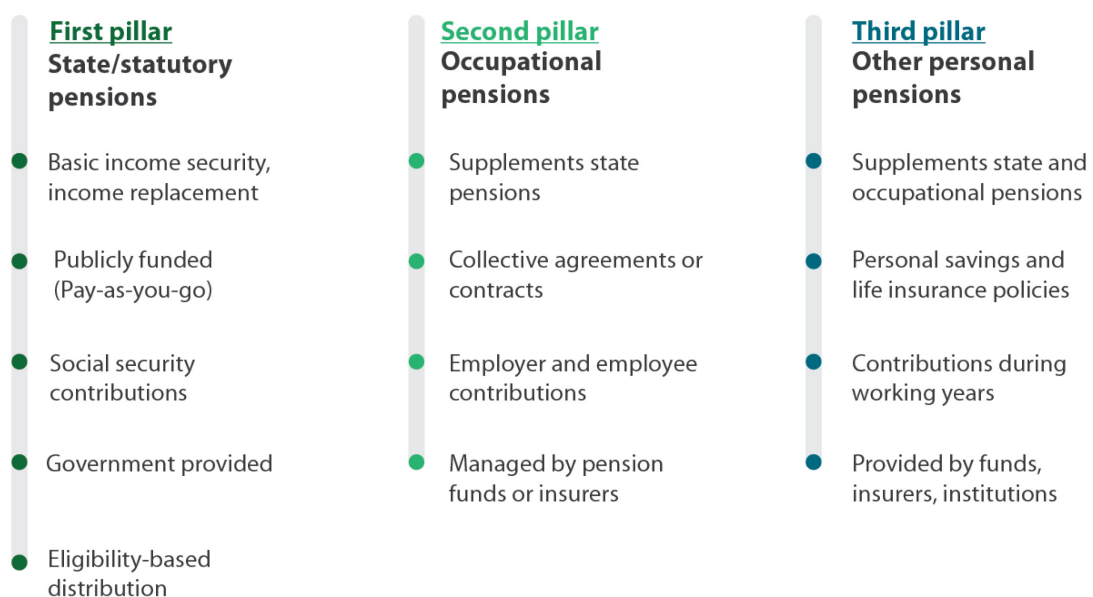 First pillar
State/statutory
pensions
Basic income security,
income replacement
Publicly funded
(Pay-as-you-go)
Social security
contributions
Government provided
Eligibility-based
distribution
Second pillar
Occupational
pensions
Supplements state
pensions
Collective agreements or
contracts
Employer and employee
contributions
Managed by pension
funds or insurers
Third pillar
Other personal
pensions
Supplements state and
occupational pensions
Personal savings and
life insurance policies
Contributions during
working years
Provided by funds,
insurers, institutions